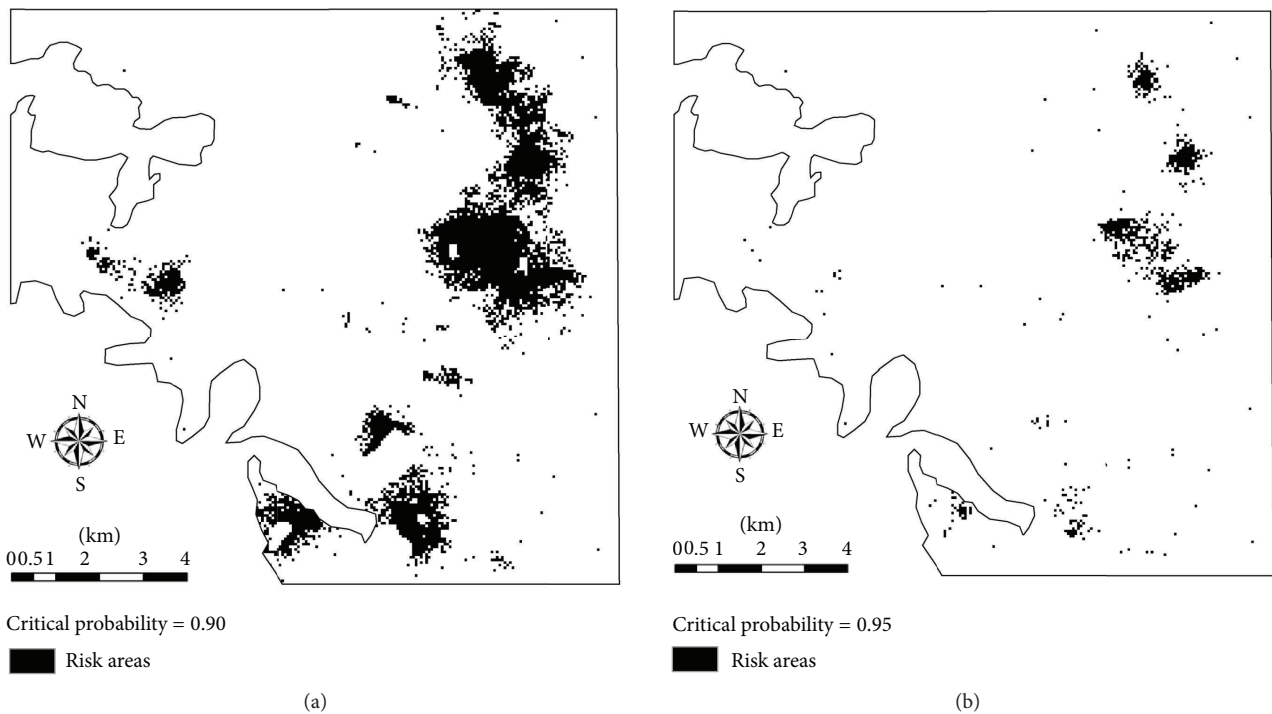 N
W E
S
(km)
0 0.5 1 2 3 4
Critical probability = 0.90
Risk areas
(a)
N
W E
S
(km)
0 0.5 1 2 3 4
Critical probability = 0.95
Risk areas
(b)